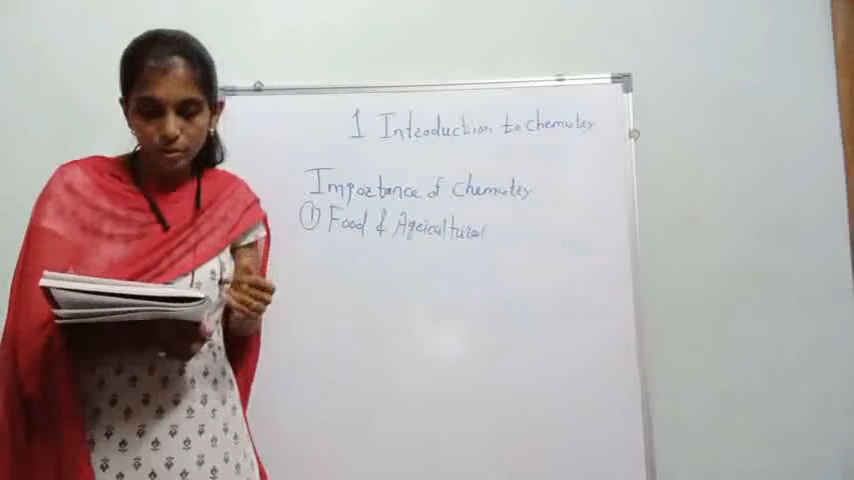 1 Introduction to chemistry
Importance of chemistry
① Food & Agricultural